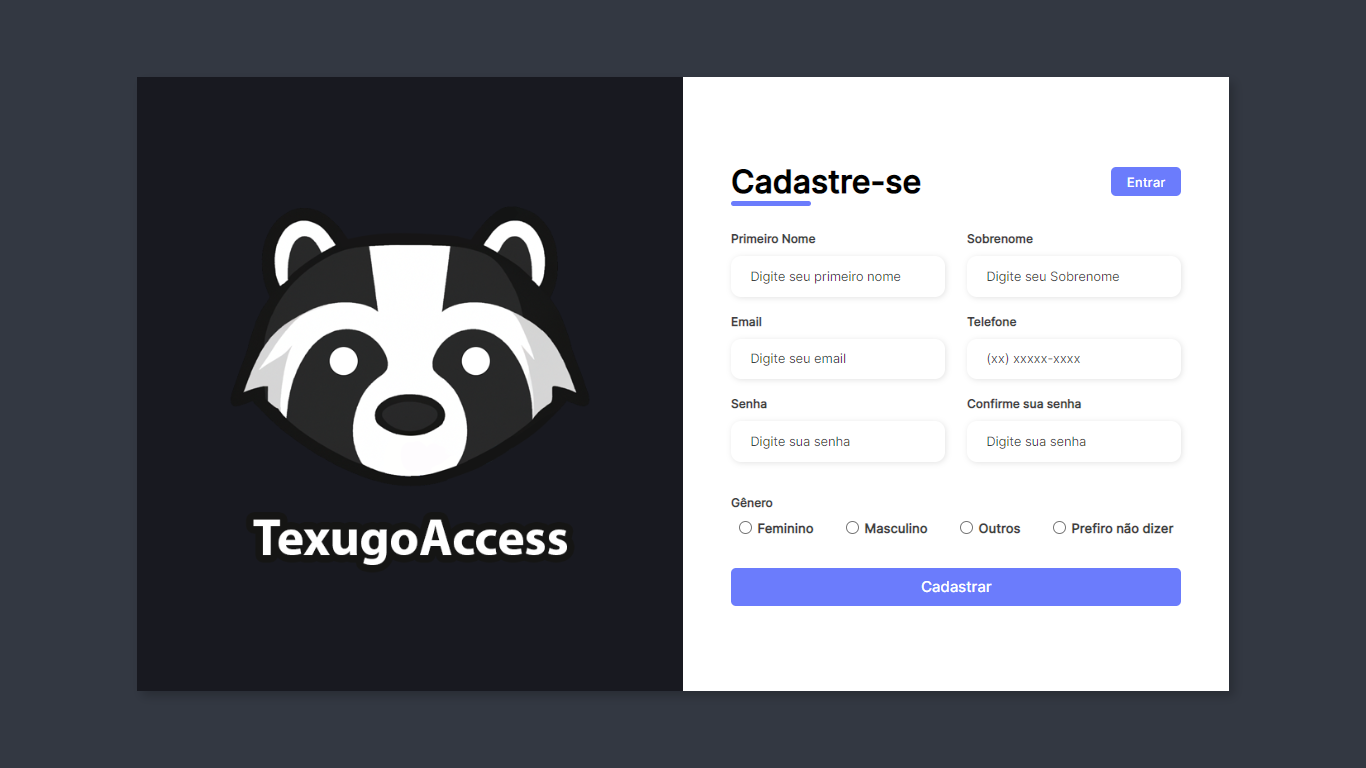 TexugoAccess
Cadastre-se
Entrar
Primeiro Nome
Sobrenome
Digite seu primeiro nome
Digite seu Sobrenome
Email
Telefone
Digite seu email
(xx) xxxxx-xxxx
Senha
Confirme sua senha
Digite sua senha
Digite sua senha
Gênero
Feminino
Masculino
Outros
Prefiro não dizer
Cadastrar